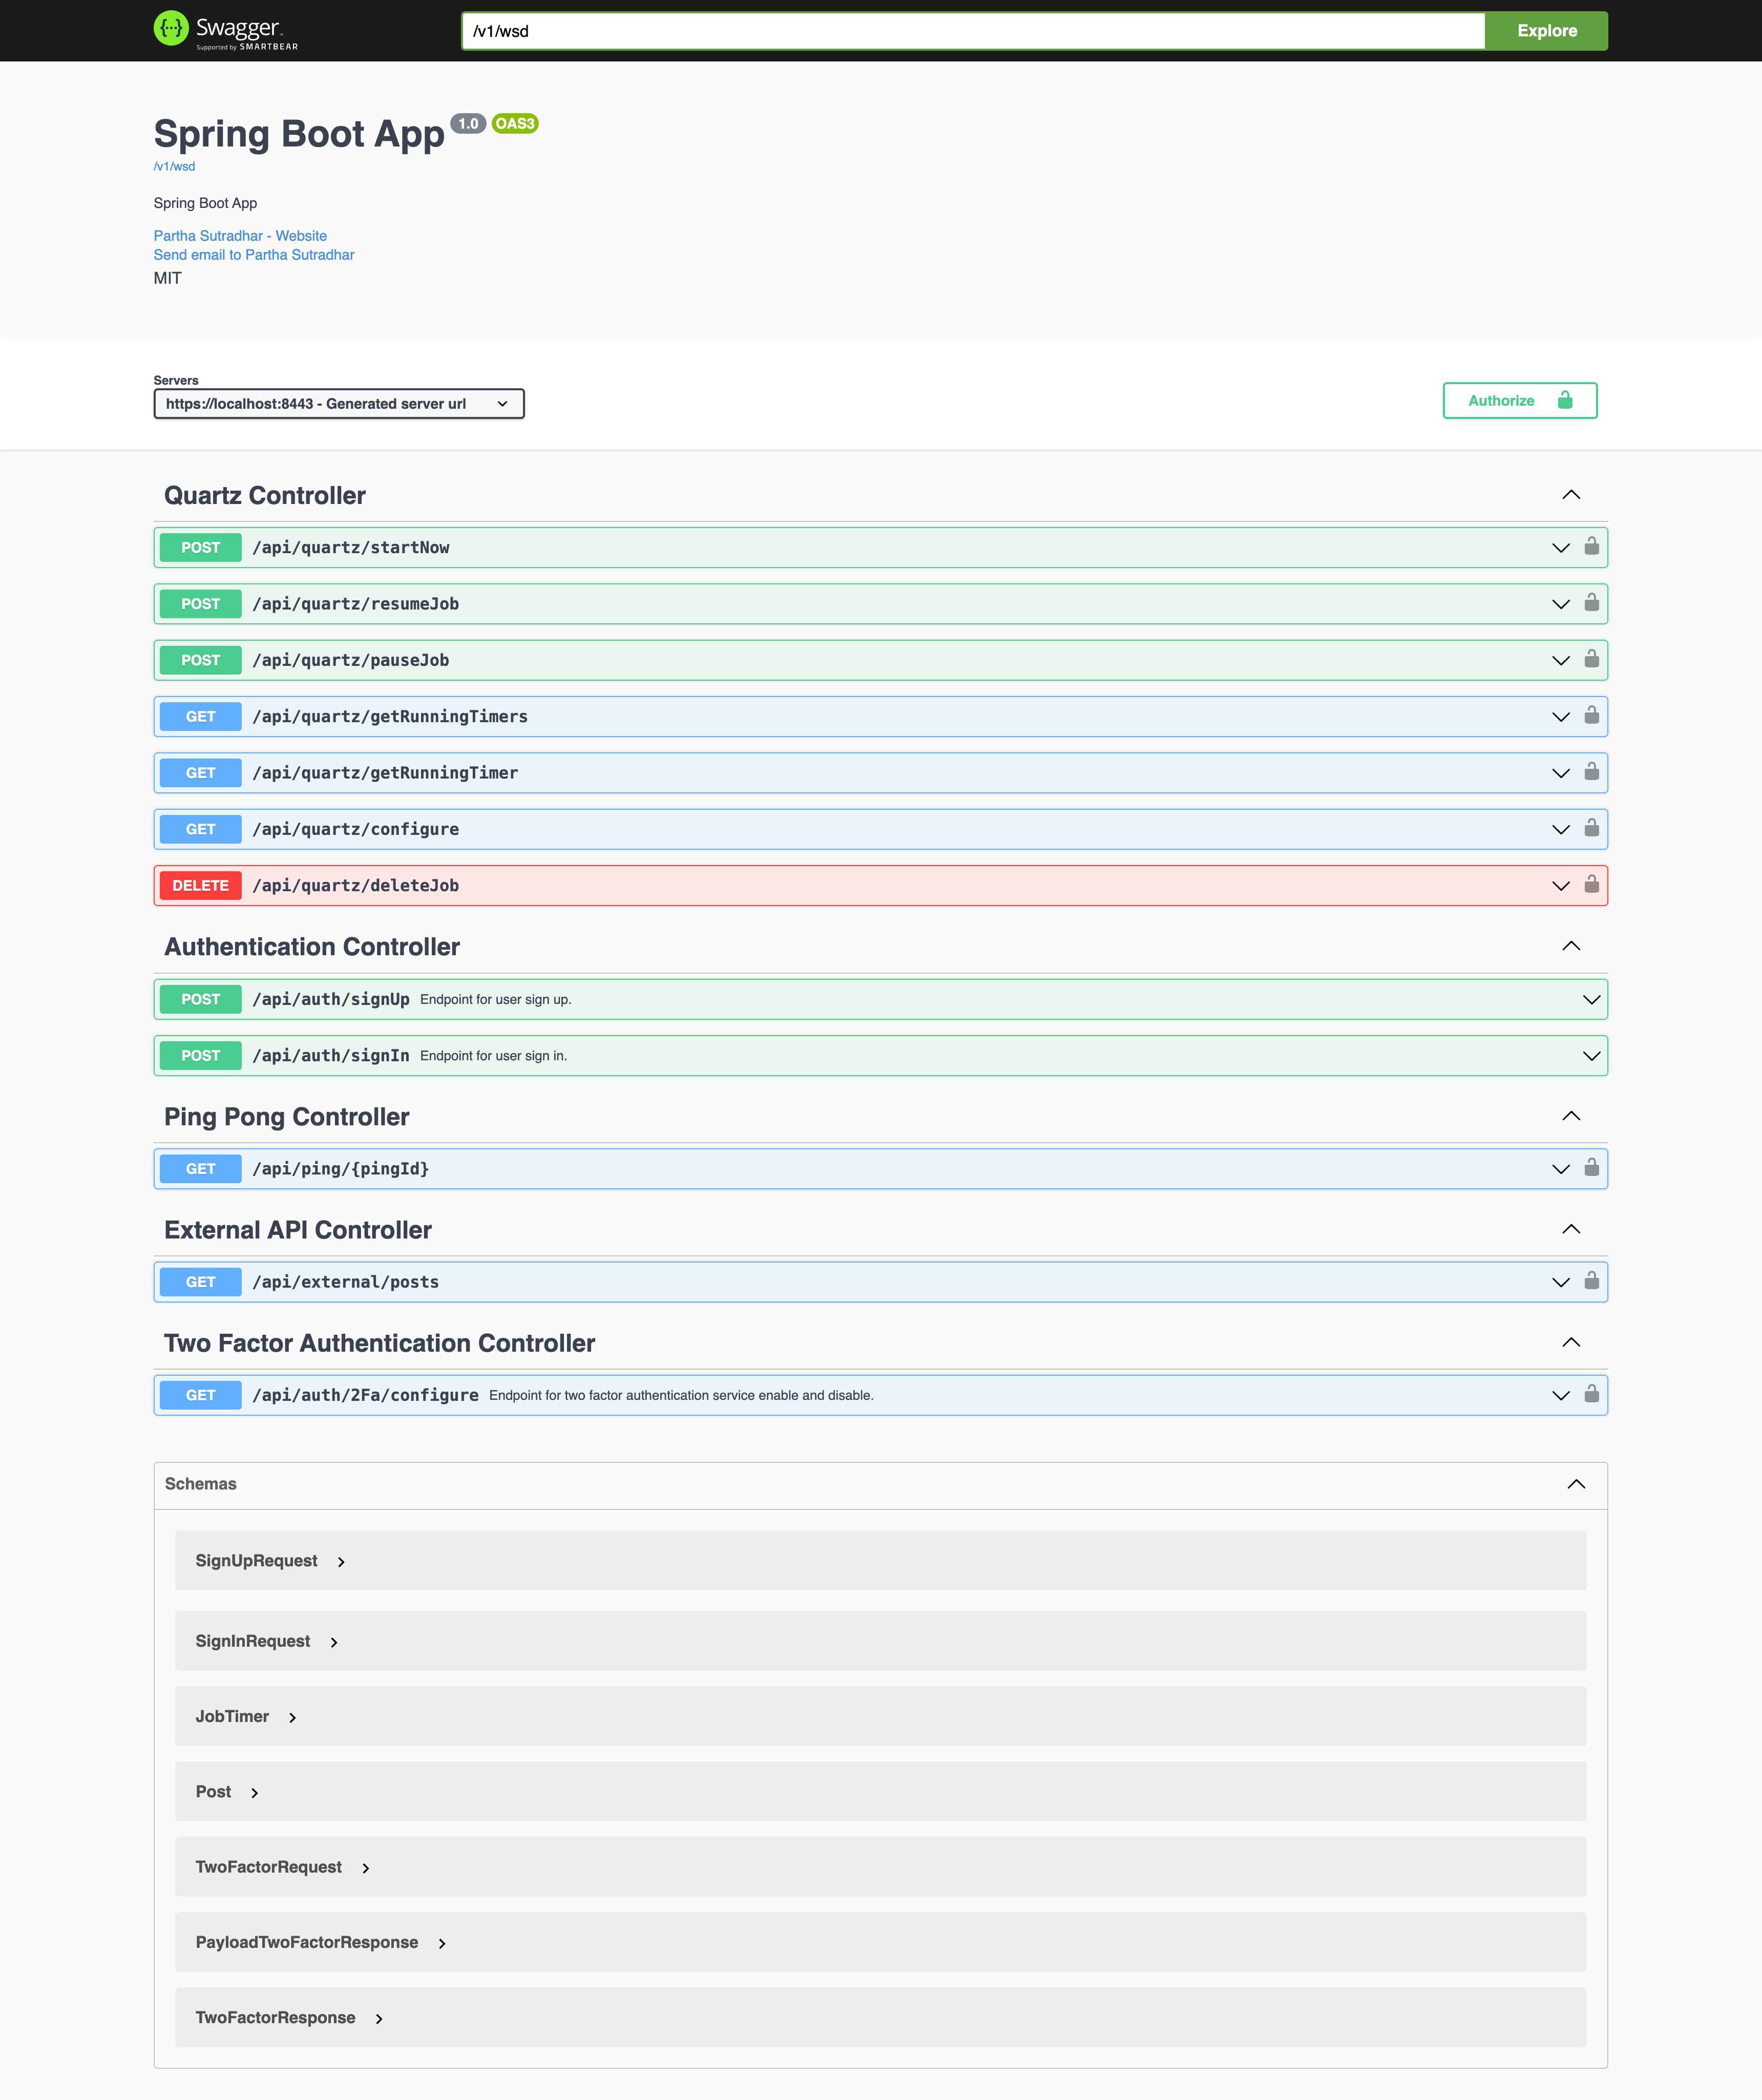 Swagger
Supported by SMARTBEAR
/v1/wsd
Explore
Spring Boot App 1.0 OAS3
/v1/wsd
Spring Boot App
Partha Sutradhar - Website
Send email to Partha Sutradhar
MIT
Servers
https://localhost:8443 - Generated server url
Authorize
Quartz Controller
POST /api/quartz/startNow
POST /api/quartz/resumeJob
POST /api/quartz/pauseJob
GET /api/quartz/getRunningTimers
GET /api/quartz/getRunningTimer
GET /api/quartz/configure
DELETE /api/quartz/deleteJob
Authentication Controller
POST /api/auth/signUp Endpoint for user sign up.
POST /api/auth/signIn Endpoint for user sign in.
Ping Pong Controller
GET /api/ping/{pingId}
External API Controller
GET /api/external/posts
Two Factor Authentication Controller
GET /api/auth/2Fa/configure Endpoint for two factor authentication service enable and disable.
Schemas
SignUpRequest
SignInRequest
JobTimer
Post
TwoFactorRequest
PayloadTwoFactorResponse
TwoFactorResponse